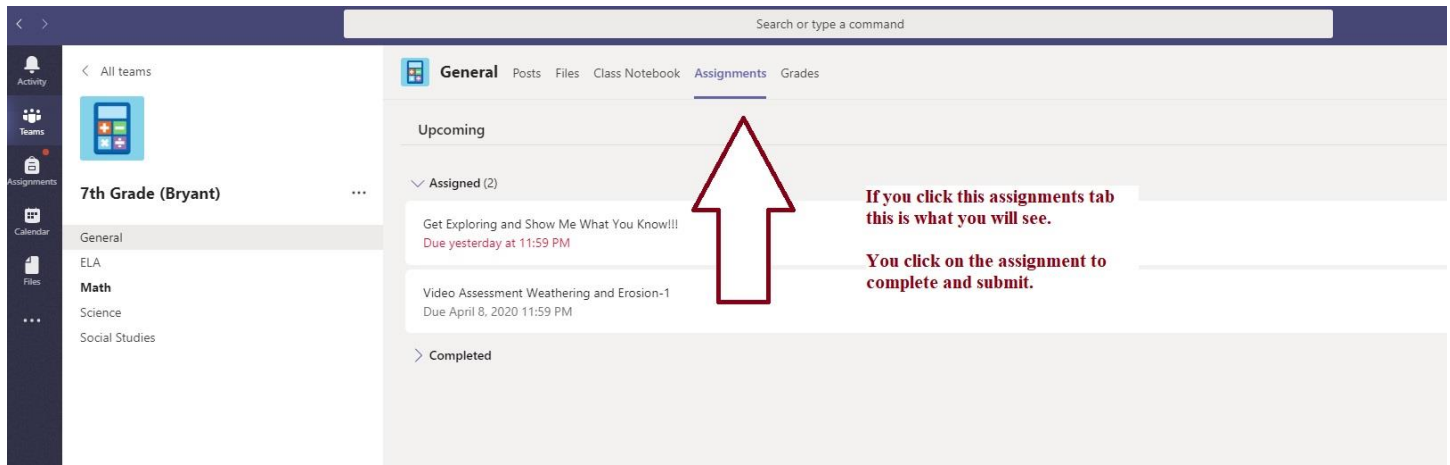 Search or type a command
Activity
Teams
Assignments
Calendar
Files
All teams
7th Grade (Bryant)
General
ELA
Math
Science
Social Studies
General Posts Files Class Notebook Assignments Grades
Upcoming
Assigned (2)
Get Exploring and Show Me What You Know!!!
Due yesterday at 11:59 PM
Video Assessment Weathering and Erosion-1
Due April 8, 2020 11:59 PM
Completed
If you click this assignments tab
this is what you will see.
You click on the assignment to
complete and submit.